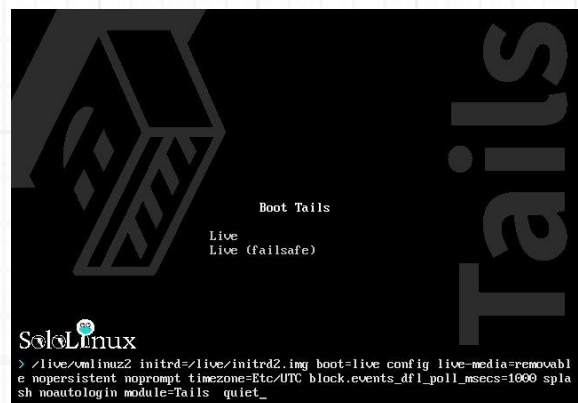 Tails
Boot Tails
Live
Live (failsafe)
SoloLinux
> /live/vmlinuz2 initrd=/live/initrd2.img boot=live config live-media=removabl
e nopersistent noprompt timezone=Etc/UTC block.events_dfl_poll_msecs=1000 spla
sh noautologin module=Tails  quiet_